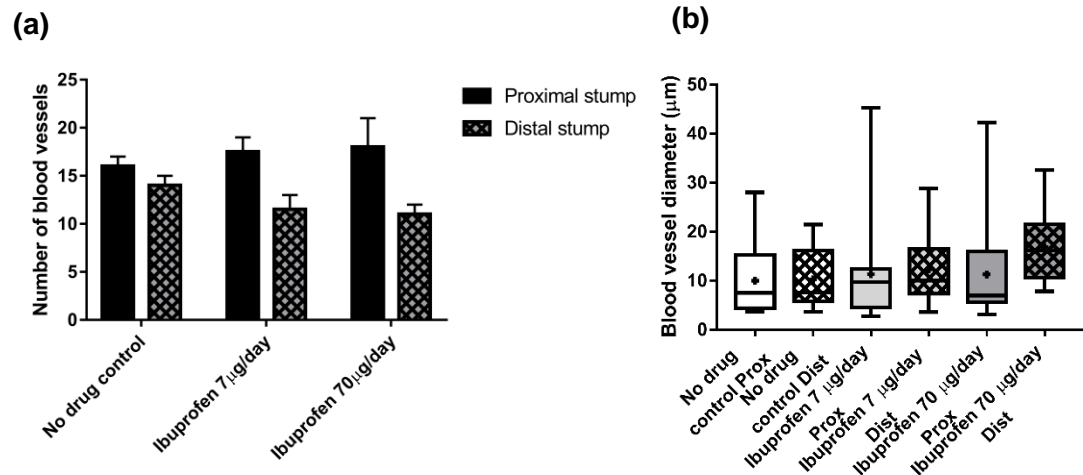 (a)
Number of blood vessels
25
20
15
10
5
0
No drug control
Ibuprofen 7μg/day
Ibuprofen 70μg/day
Proximal stump
Distal stump
(b)
Blood vessel diameter (μm)
50
40
30
20
10
0
No drug
control Prox
No drug
control Dist
Ibuprofen 7 μg/day
Prox
Ibuprofen 7 μg/day
Dist
Ibuprofen 70 μg/day
Prox
Ibuprofen 70 μg/day
Dist